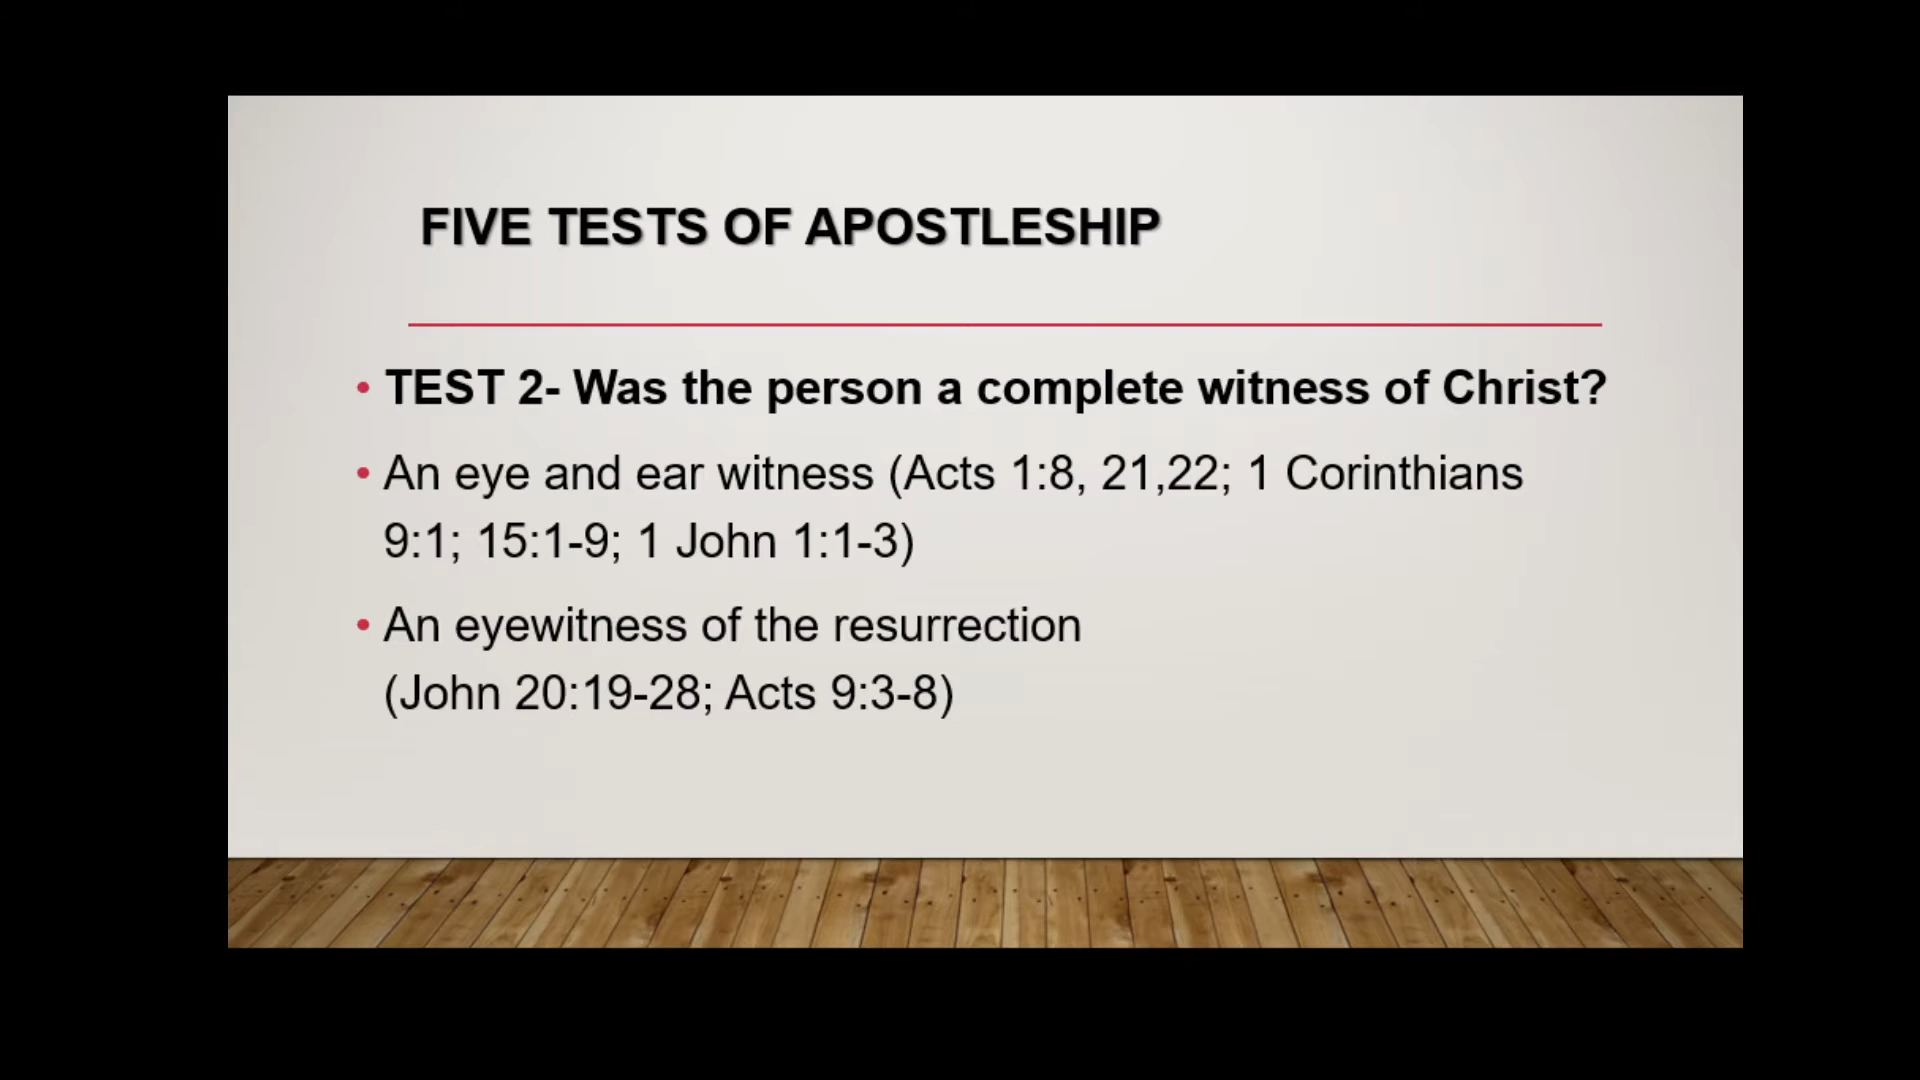 FIVE TESTS OF APOSTLESHIP
• TEST 2- Was the person a complete witness of Christ?
• An eye and ear witness (Acts 1:8, 21,22; 1 Corinthians
9:1; 15:1-9; 1 John 1:1-3)
• An eyewitness of the resurrection
(John 20:19-28; Acts 9:3-8)